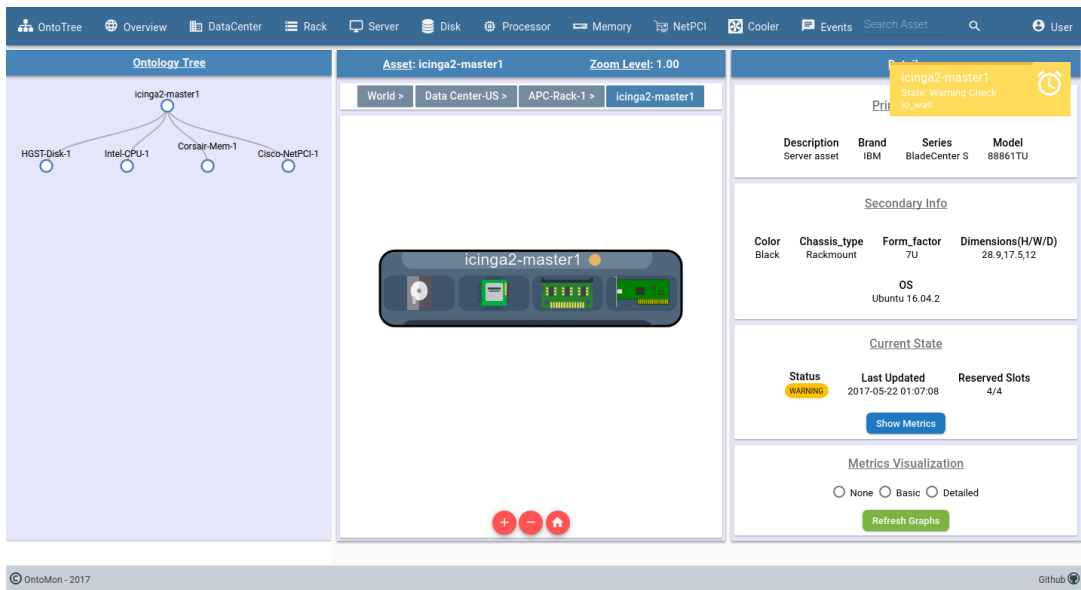 OntoTree Overview DataCenter Rack Server Disk Processor Memory NetPCI Cooler Events Search Asset User
Ontology Tree
icinga2-master1
HGST-Disk-1 Intel-CPU-1 Corsair-Mem-1 Cisco-NetPCI-1
Asset: icinga2-master1 Zoom Level: 1.00
World > Data Center-US > APC-Rack-1 > icinga2-master1
icinga2-master1
icinga2-master1
State: Warning Check
io_wait
Description Brand Series Model
Server asset IBM BladeCenter S 88861TU
Secondary Info
Color Chassis_type Form_factor Dimensions(H/W/D)
Black Rackmount 7U 28.9,17.5,12
OS
Ubuntu 16.04.2
Current State
Status Last Updated Reserved Slots
WARNING 2017-05-22 01:07:08 4/4
Show Metrics
Metrics Visualization
None Basic Detailed
Refresh Graphs
© OntoMon - 2017 Github